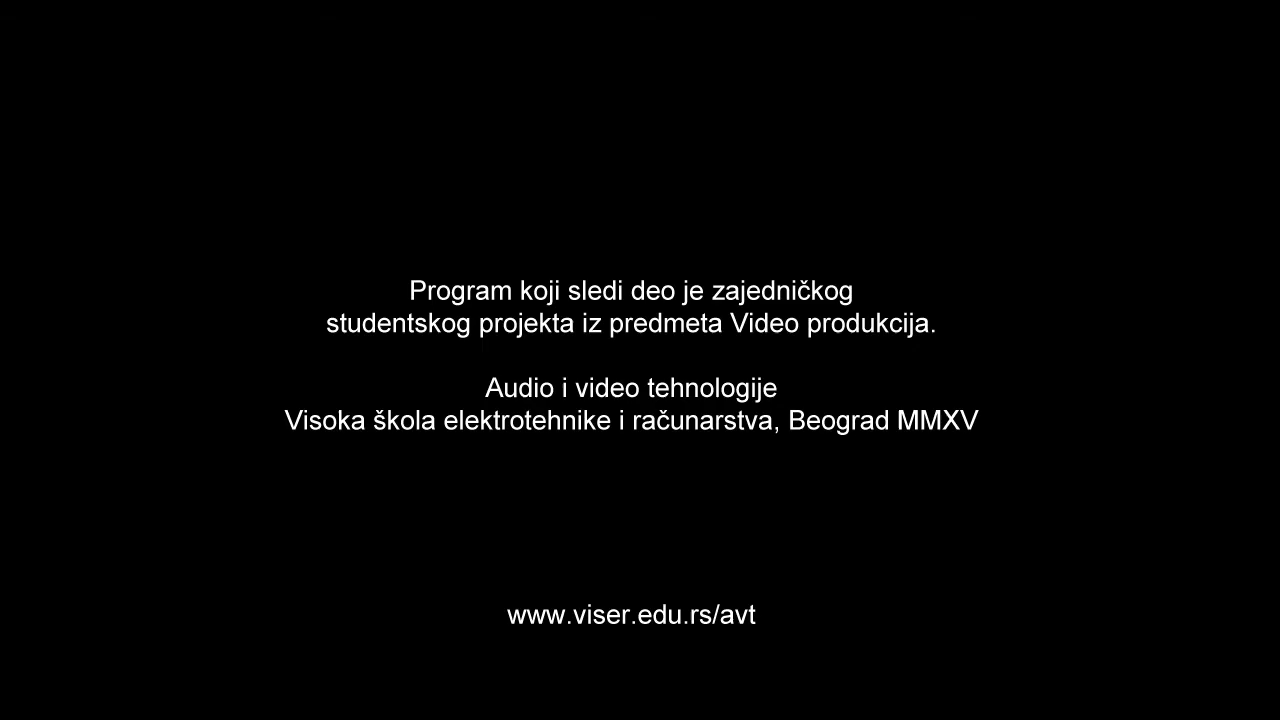 Program koji sledi deo je zajedničkog
studentskog projekta iz predmeta Video produkcija.
Audio i video tehnologije
Visoka škola elektrotehnike i računarstva, Beograd MMXV
www.viser.edu.rs/avt